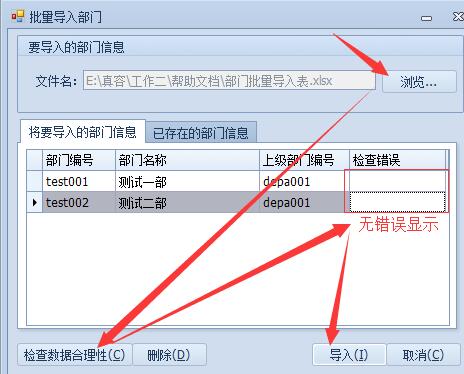 批量导入部门
要导入的部门信息
文件名: E:\真容\工作二\帮助文档\部门批量导入表.xlsx 浏览...
将要导入的部门信息 已存在的部门信息
部门编号 部门名称 上级部门编号 检查错误
test001 测试一部 depa001
test002 测试二部 depa001
无错误显示
检查数据合理性(C) 删除(D) 导入(I) 取消(C)